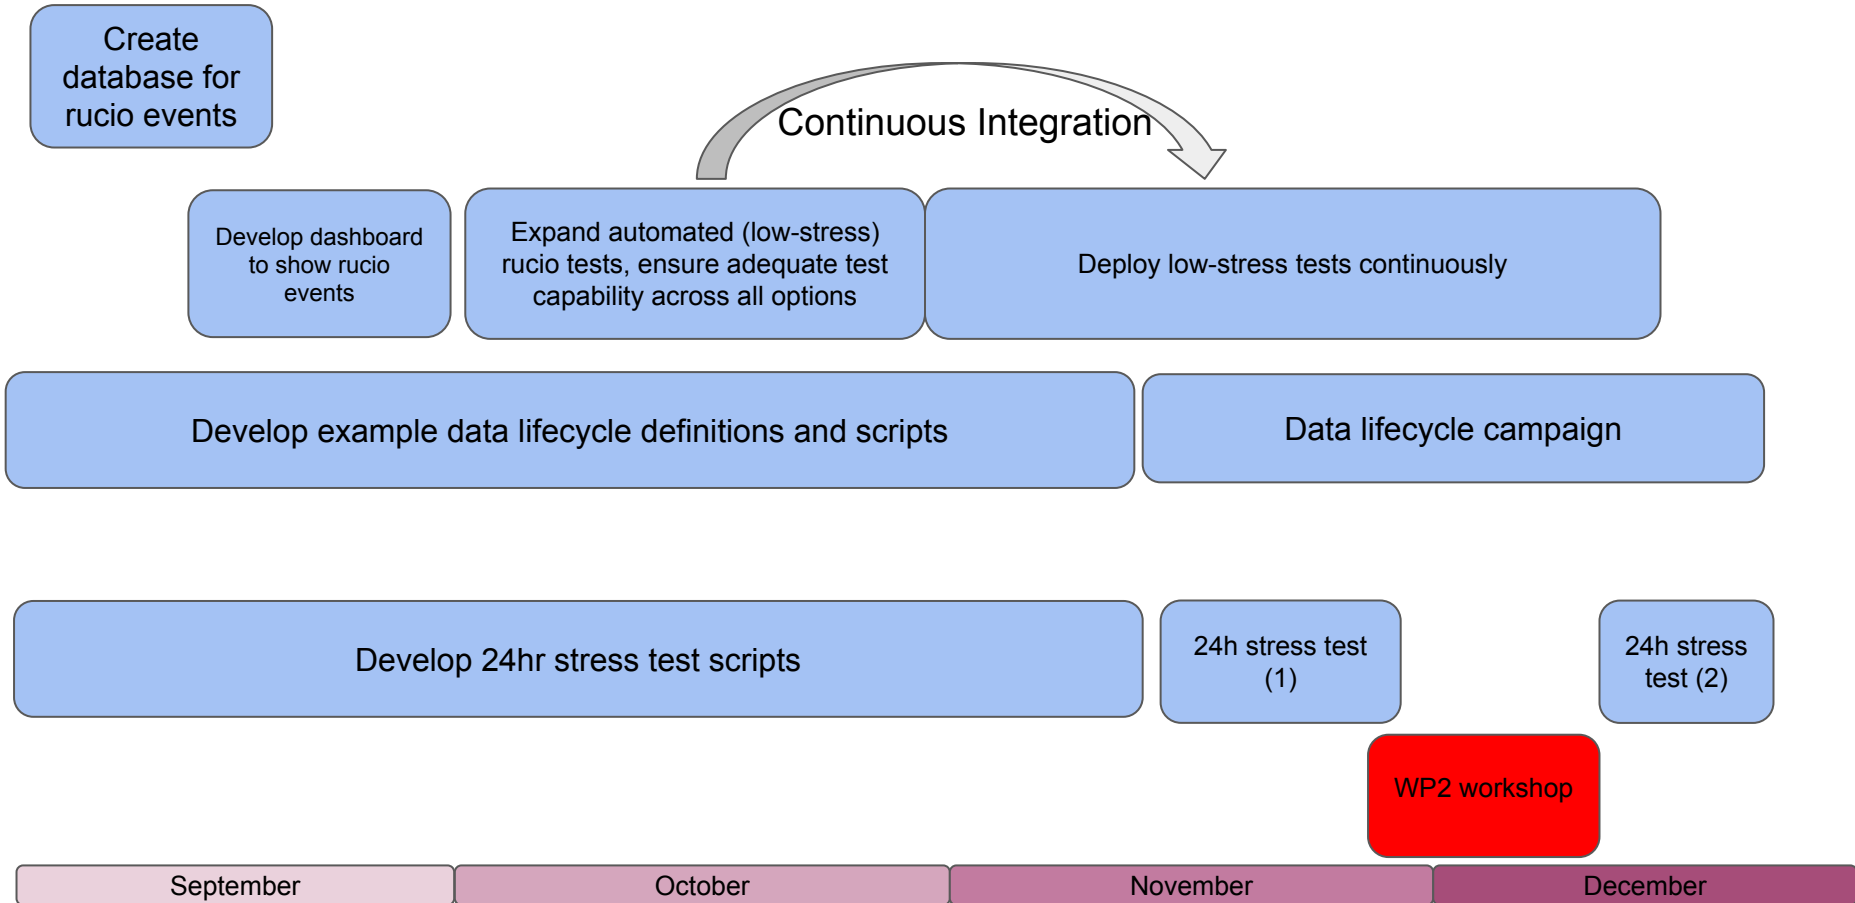 Create
database for
rucio events
Continuous Integration
Develop dashboard
to show rucio
events
Expand automated (low-stress)
rucio tests, ensure adequate test
capability across all options
Deploy low-stress tests continuously
Develop example data lifecycle definitions and scripts
Data lifecycle campaign
Develop 24hr stress test scripts
24h stress test
(1)
24h stress
test (2)
WP2 workshop
September
October
November
December